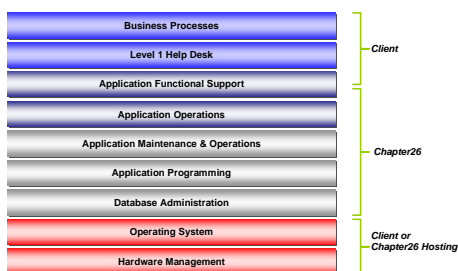 Business Processes
Level 1 Help Desk
Application Functional Support
Application Operations
Application Maintenance & Operations
Application Programming
Database Administration
Operating System
Hardware Management
Client
Chapter26
Client or
Chapter26 Hosting